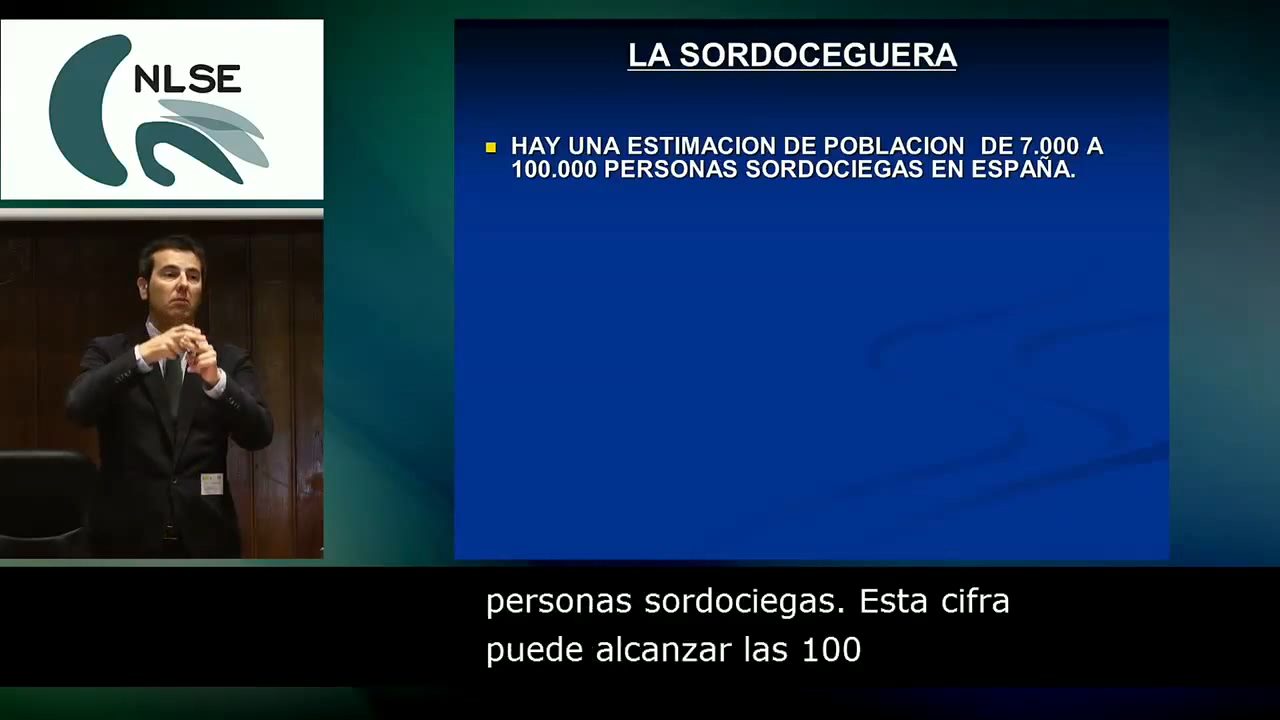 NLSE
LA SORDOCEGUERA
HAY UNA ESTIMACION DE POBLACION DE 7.000 A
100.000 PERSONAS SORDOCIEGAS EN ESPAÑA.
personas sordociegas. Esta cifra
puede alcanzar las 100